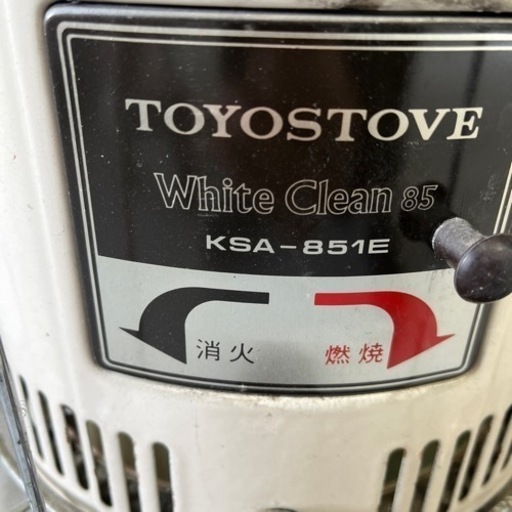 TOYOSTOVE
White Clean 85
KSA-851E
消火 燃焼